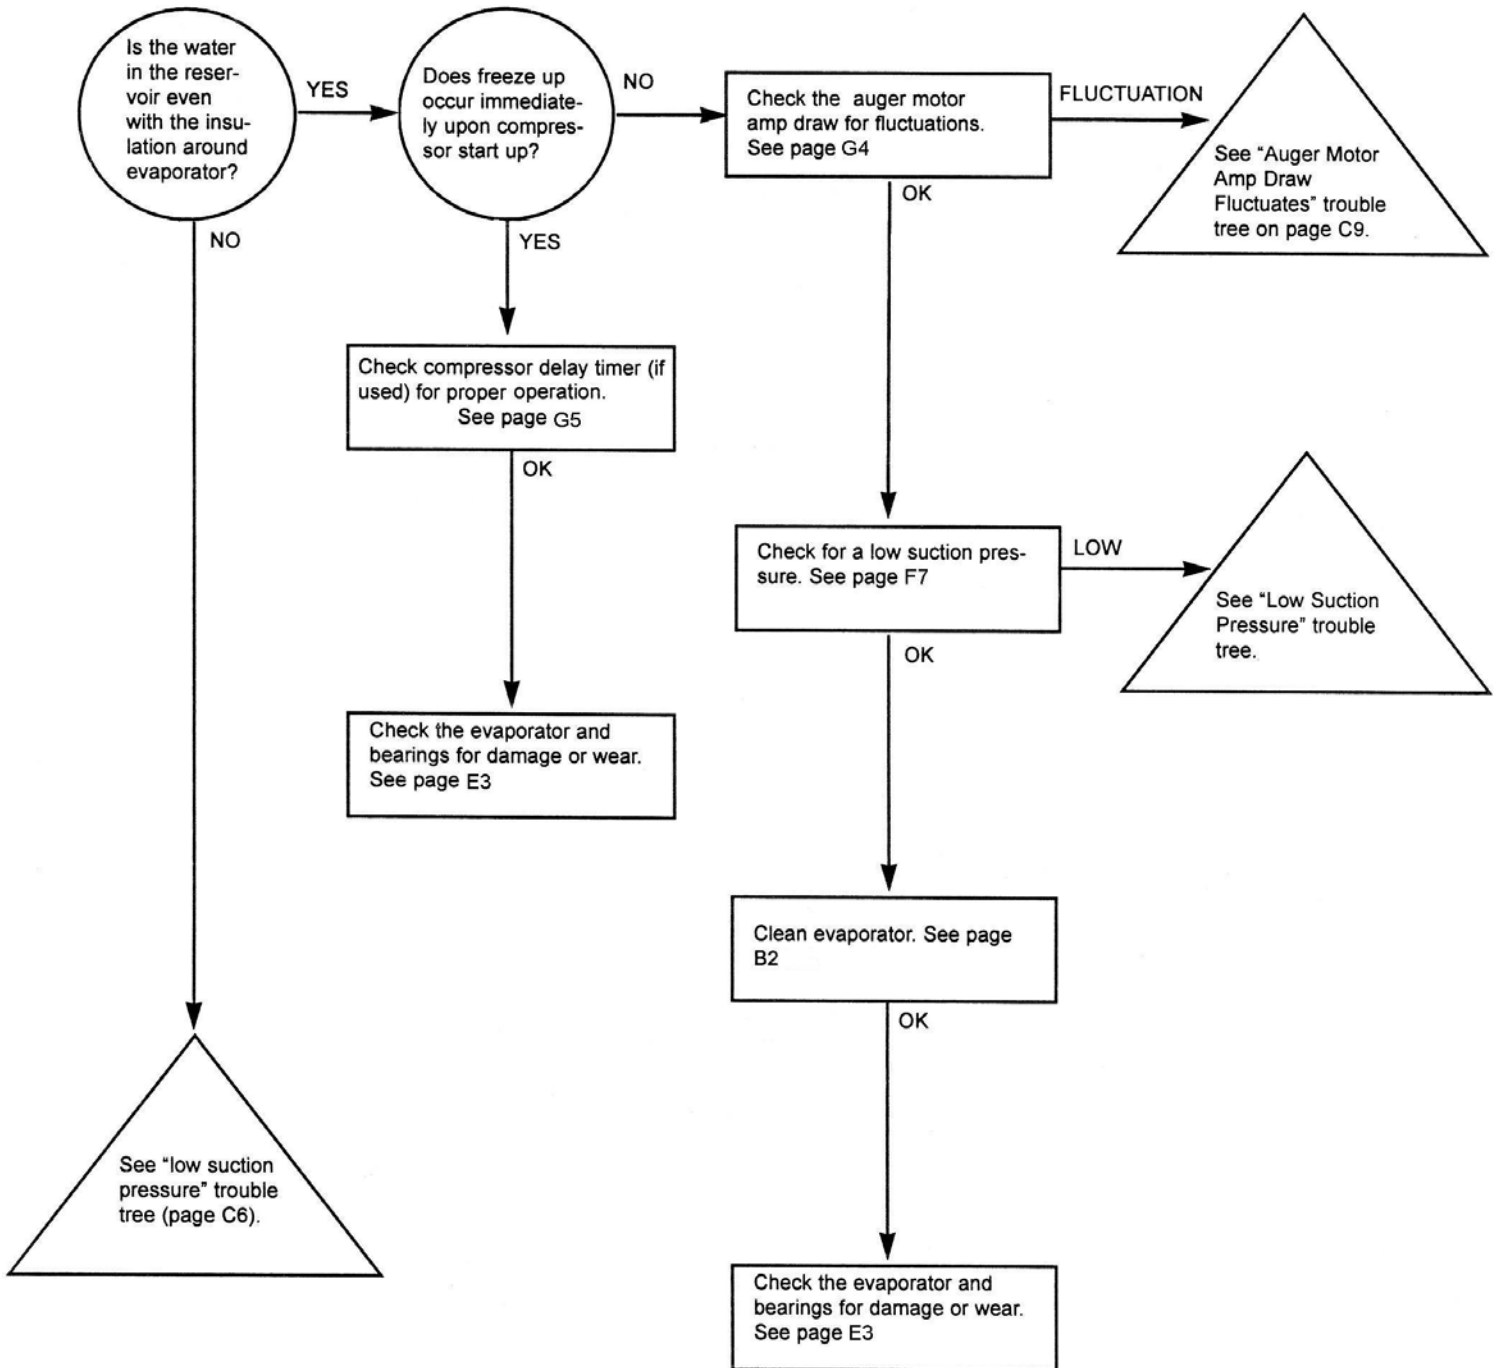 Is the water
in the reser-
voir even
with the insu-
lation around
evaporator?
YES
Does freeze up
occur immediate-
ly upon compres-
sor start up?
NO
Check the auger motor
amp draw for fluctuations.
See page G4
FLUCTUATION
See “Auger Motor
Amp Draw
Fluctuates” trouble
tree on page C9.
NO
YES
OK
Check compressor delay timer (if
used) for proper operation.
See page G5
OK
Check for a low suction pres-
sure. See page F7
LOW
See “Low Suction
Pressure” trouble
tree.
OK
Check the evaporator and
bearings for damage or wear.
See page E3
Clean evaporator. See page
B2
OK
See “low suction
pressure” trouble
tree (page C6).
Check the evaporator and
bearings for damage or wear.
See page E3